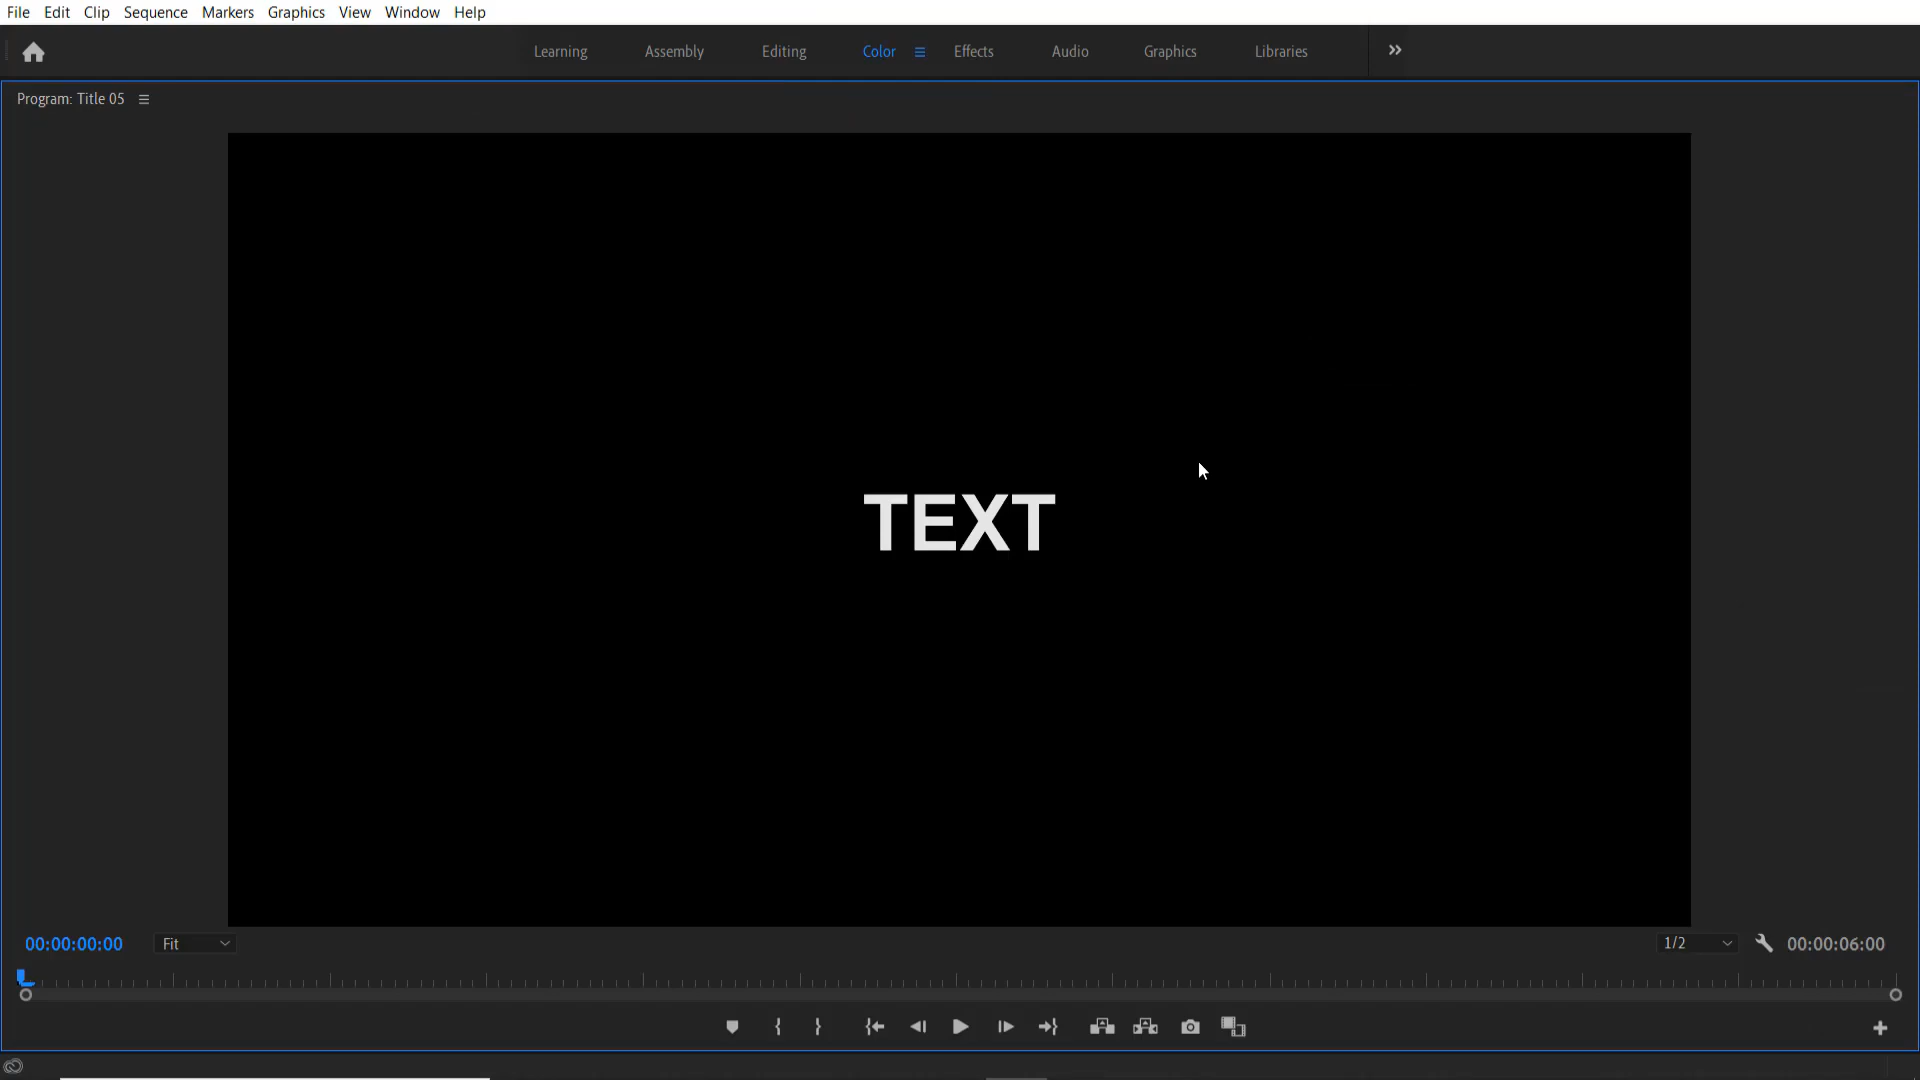 File Edit Clip Sequence Markers Graphics View Window Help
Learning Assembly Editing Color Effects Audio Graphics Libraries
Program: Title 05
TEXT
00:00:00:00 Fit 1/2 00:00:06:00